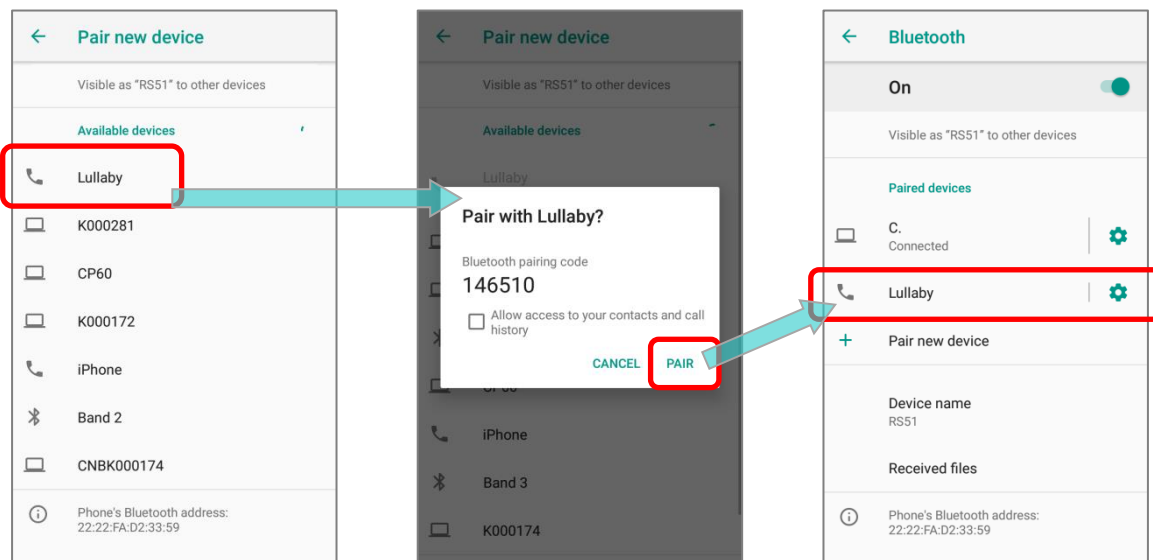 Pair new device
Visible as "RS51" to other devices
Available devices
Lullaby
K000281
CP60
K000172
iPhone
Band 2
CNBK000174
Phone's Bluetooth address:
22:22:FA:D2:33:59
Pair new device
Visible as "RS51" to other devices
Available devices
Lullaby
Pair with Lullaby?
Bluetooth pairing code
146510
Allow access to your contacts and call
history
CANCEL PAIR
iPhone
Band 3
K000174
Bluetooth
On
Visible as "RS51" to other devices
Paired devices
C.
Connected
Lullaby
Pair new device
Device name
RS51
Received files
Phone's Bluetooth address:
22:22:FA:D2:33:59